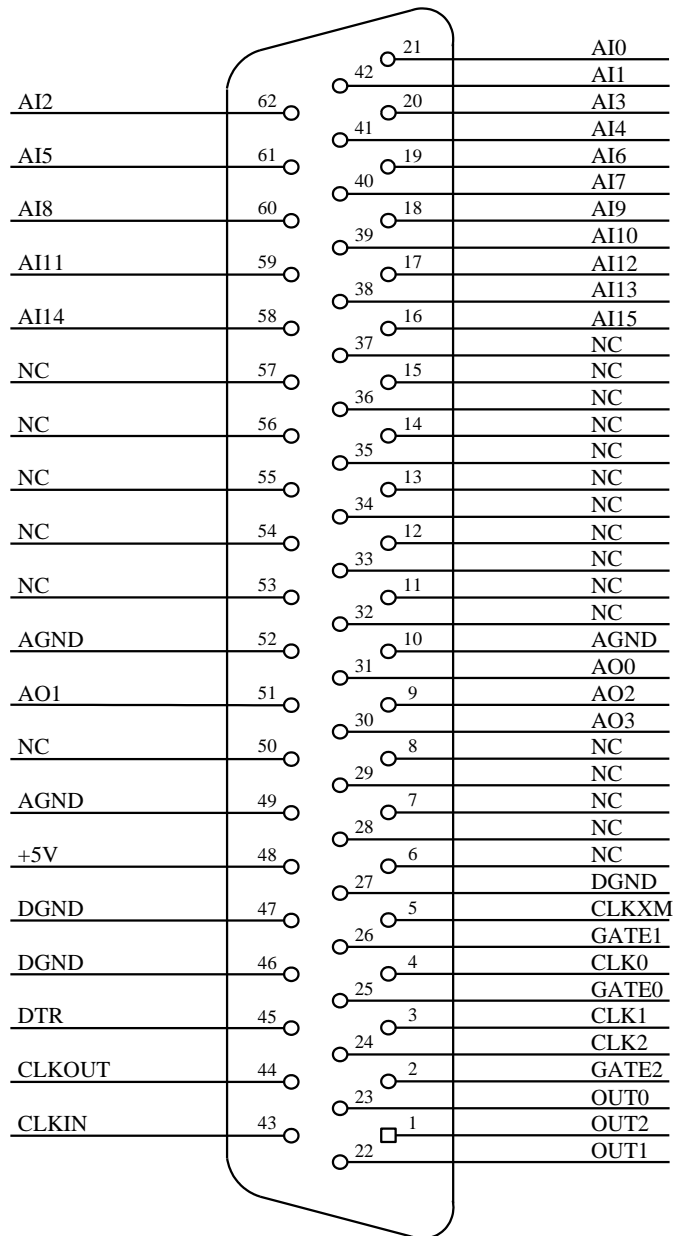 21 AI0
42 AI1
AI2 62 20 AI3
41 AI4
AI5 61 19 AI6
40 AI7
AI8 60 18 AI9
39 AI10
AI11 59 17 AI12
38 AI13
AI14 58 16 AI15
37 NC
NC 57 15 NC
36 NC
NC 56 14 NC
35 NC
NC 55 13 NC
34 NC
NC 54 12 NC
33 NC
NC 53 11 NC
32 NC
AGND 52 10 AGND
31 AO0
AO1 51 9 AO2
30 AO3
NC 50 8 NC
29 NC
AGND 49 7 NC
28 NC
+5V 48 6 NC
27 DGND
DGND 47 5 CLKXM
26 GATE1
DGND 46 4 CLK0
25 GATE0
DTR 45 3 CLK1
24 CLK2
CLKOUT 44 2 GATE2
23 OUT0
CLKIN 43 1 OUT2
22 OUT1